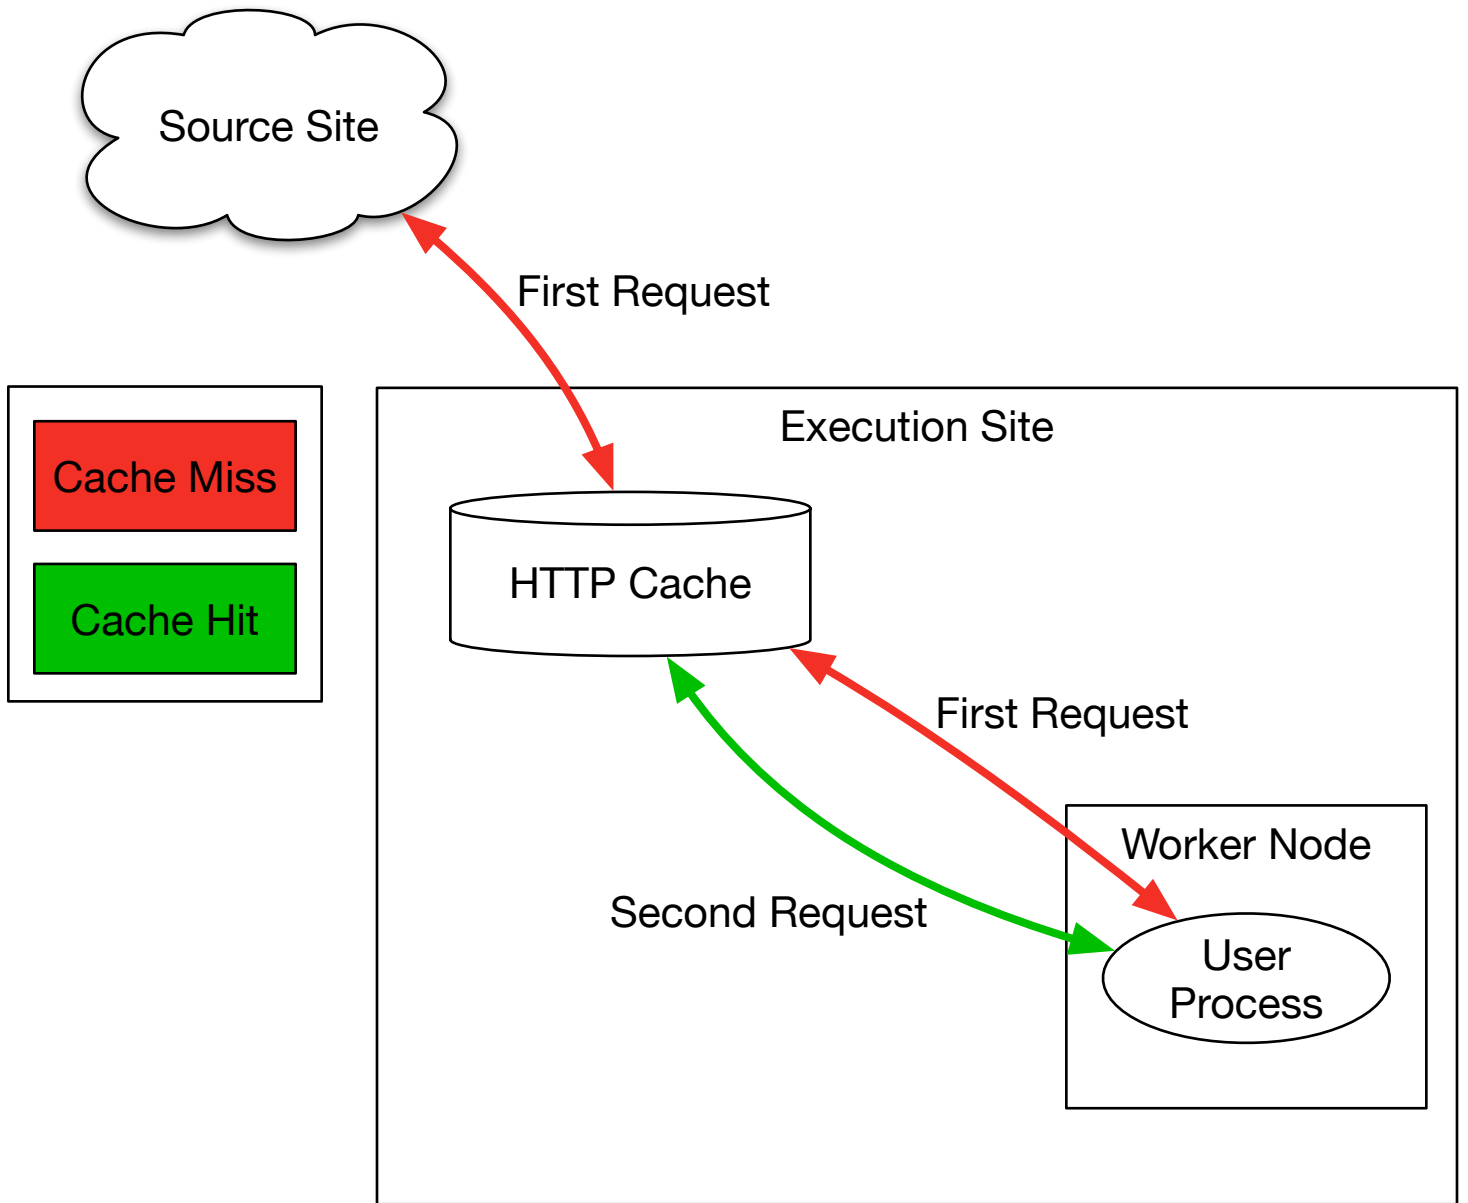 Source Site
First Request
Cache Miss
Cache Hit
Execution Site
HTTP Cache
First Request
Second Request
Worker Node
User
Process